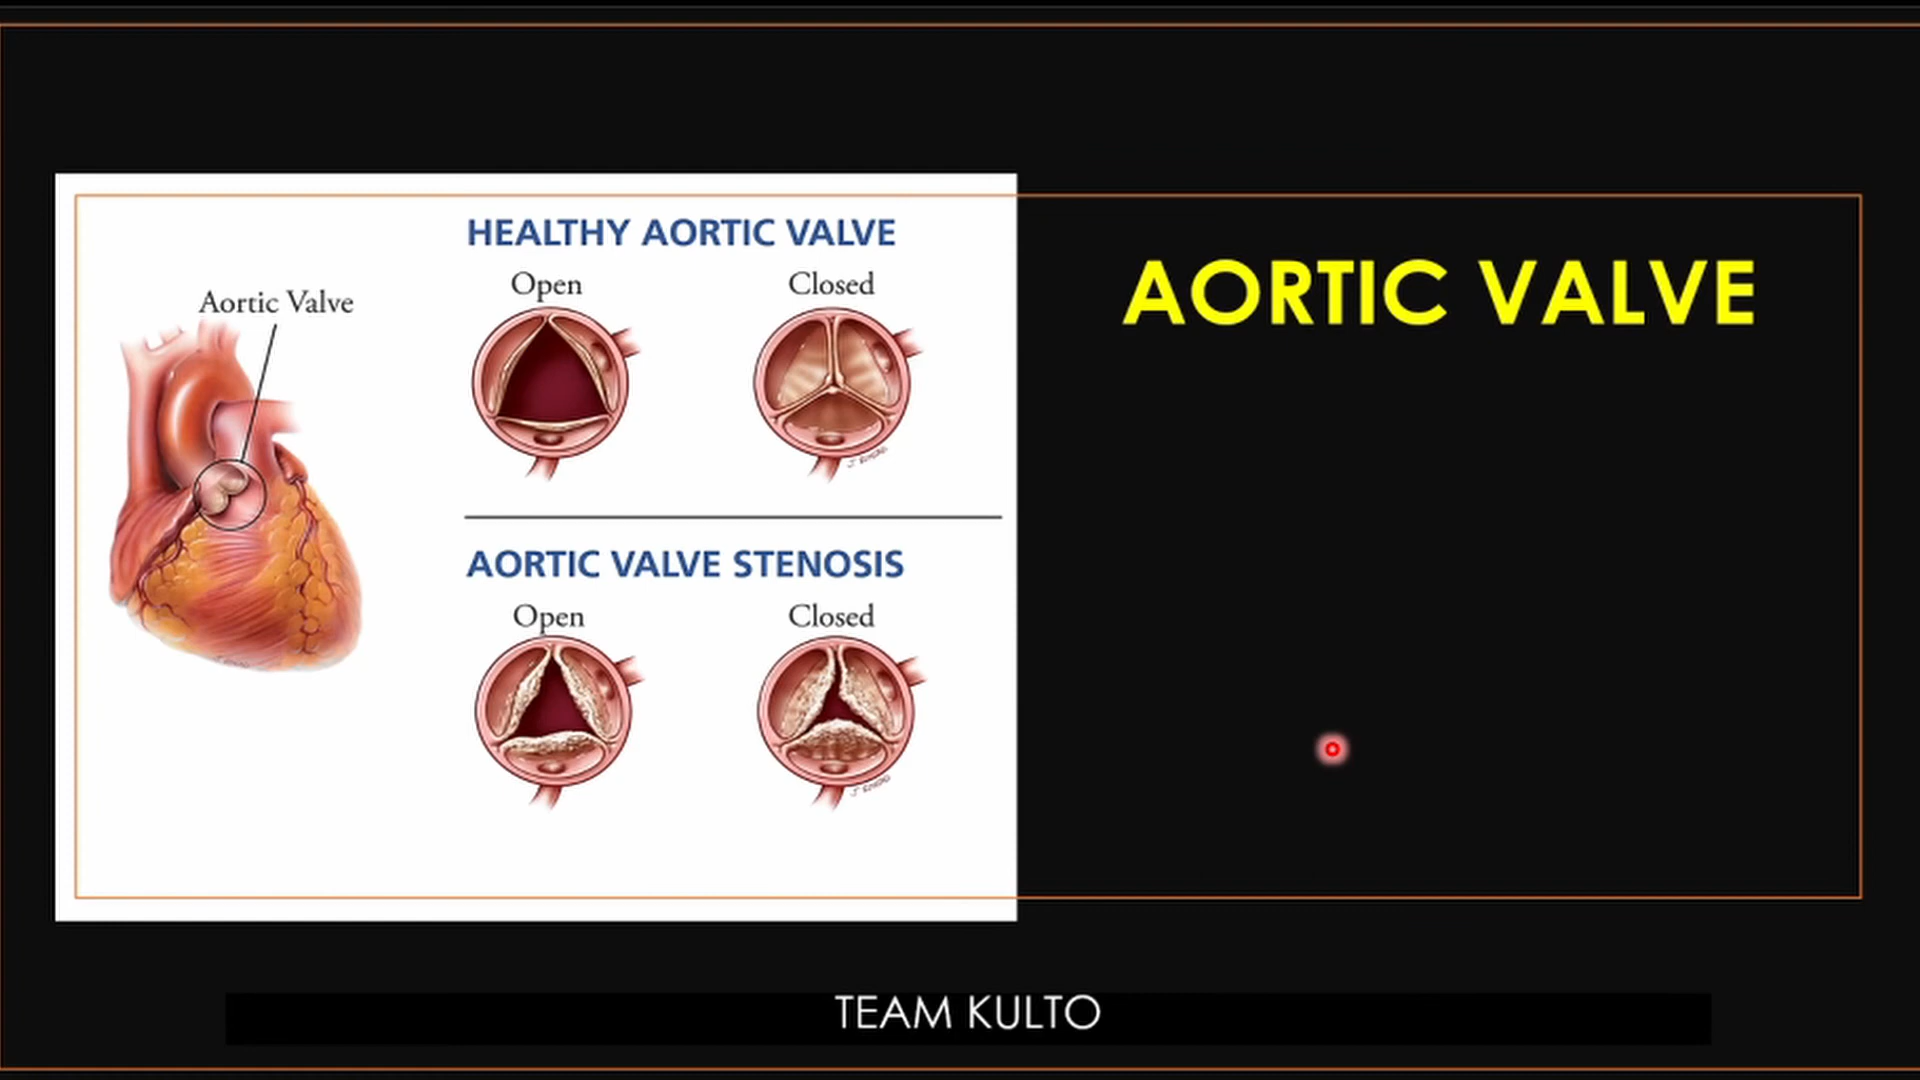 HEALTHY AORTIC VALVE
Open
Closed
Aortic Valve
AORTIC VALVE STENOSIS
Open
Closed
AORTIC VALVE
TEAM KULTO